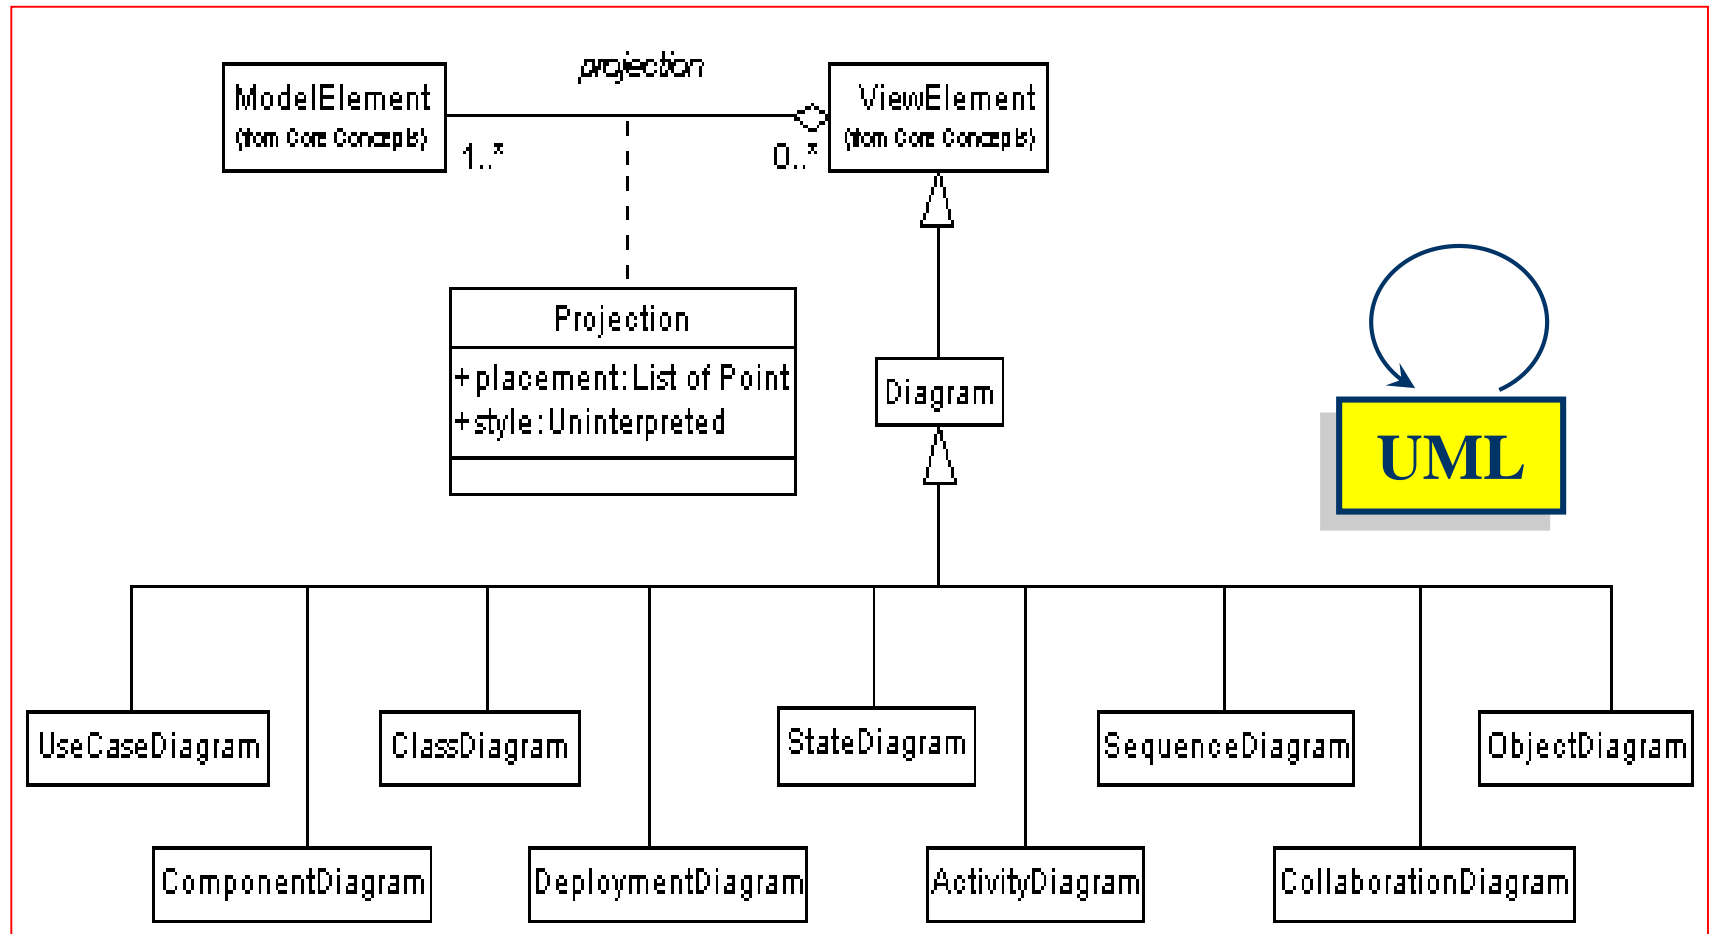 projection
ModelElement
(from Core Concepts)
1..*
0..*
ViewElement
(from Core Concepts)
Projection
+placement:List of Point
+style:Uninterpreted
Diagram
UML
UseCaseDiagram
ClassDiagram
StateDiagram
SequenceDiagram
ObjectDiagram
ComponentDiagram
DeploymentDiagram
ActivityDiagram
CollaborationDiagram